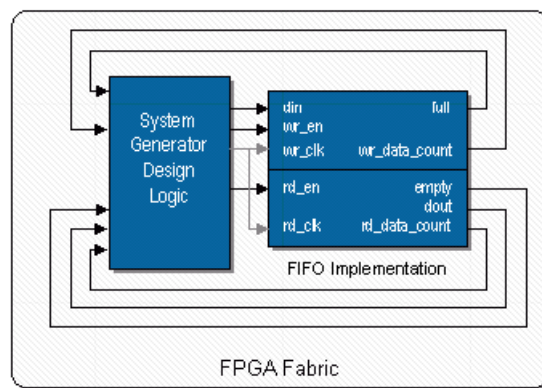 System
Generator
Design
Logic
din full
wr_en
wr_clk wr_data_count
rd_en empty
dout
rd_clk rd_data_count
FIFO Implementation
FPGA Fabric